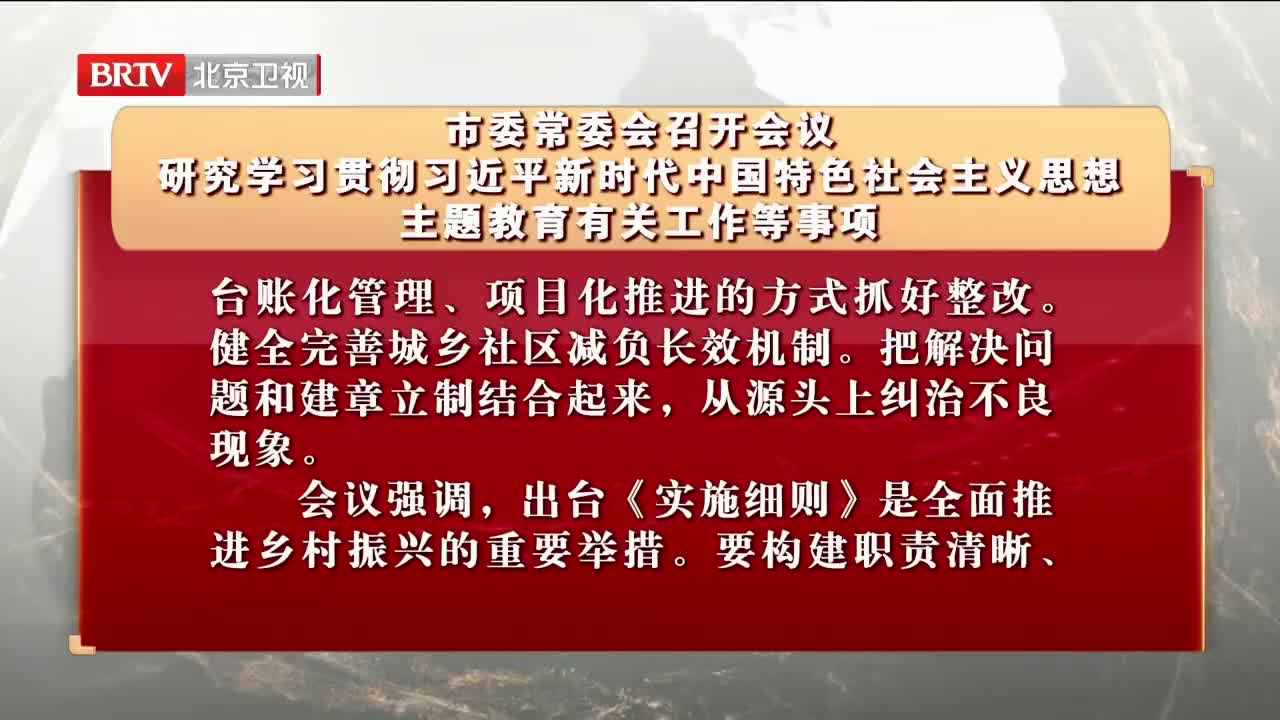 BRTV 北京卫视
市委常委会召开会议
研究学习贯彻习近平新时代中国特色社会主义思想
主题教育有关工作等事项
台账化管理、项目化推进的方式抓好整改。
健全完善城乡社区减负长效机制。把解决问
题和建章立制结合起来，从源头上纠治不良
现象。
会议强调，出台《实施细则》是全面推
进乡村振兴的重要举措。要构建职责清晰、